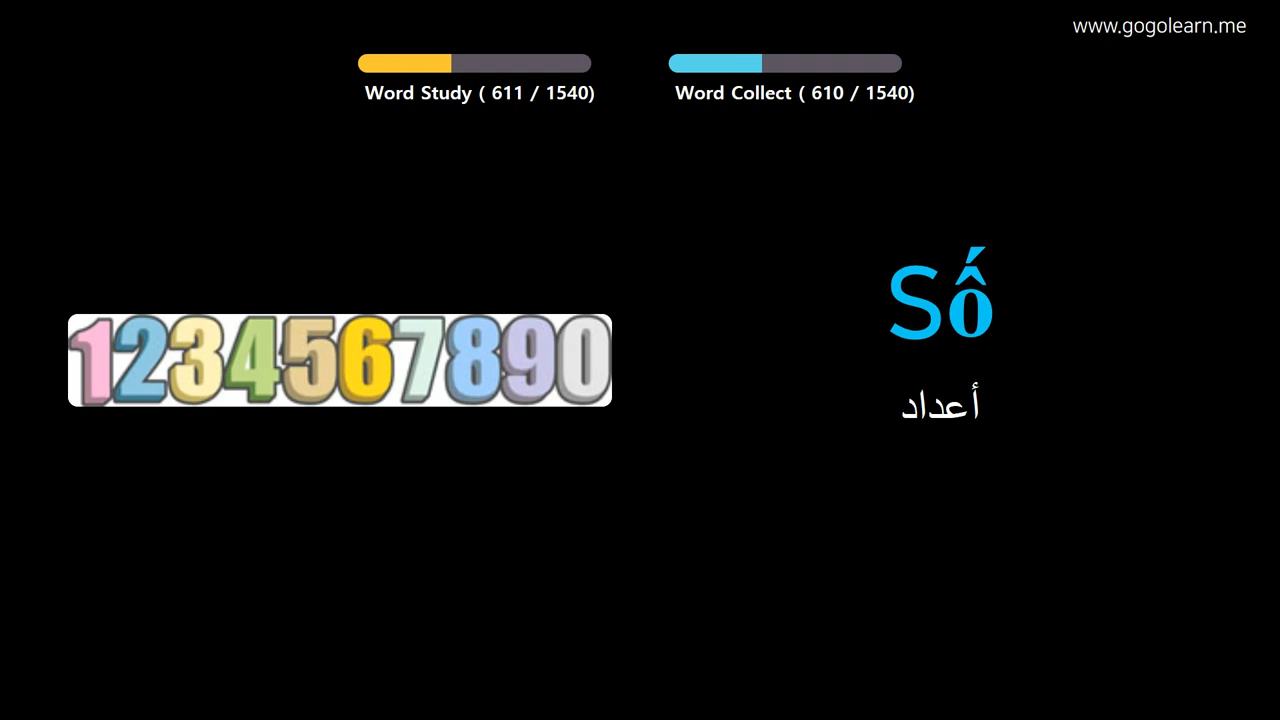 www.gogolearn.me
Word Study ( 611 / 1540)
Word Collect ( 610 / 1540)
1234567890
Số
أعداد